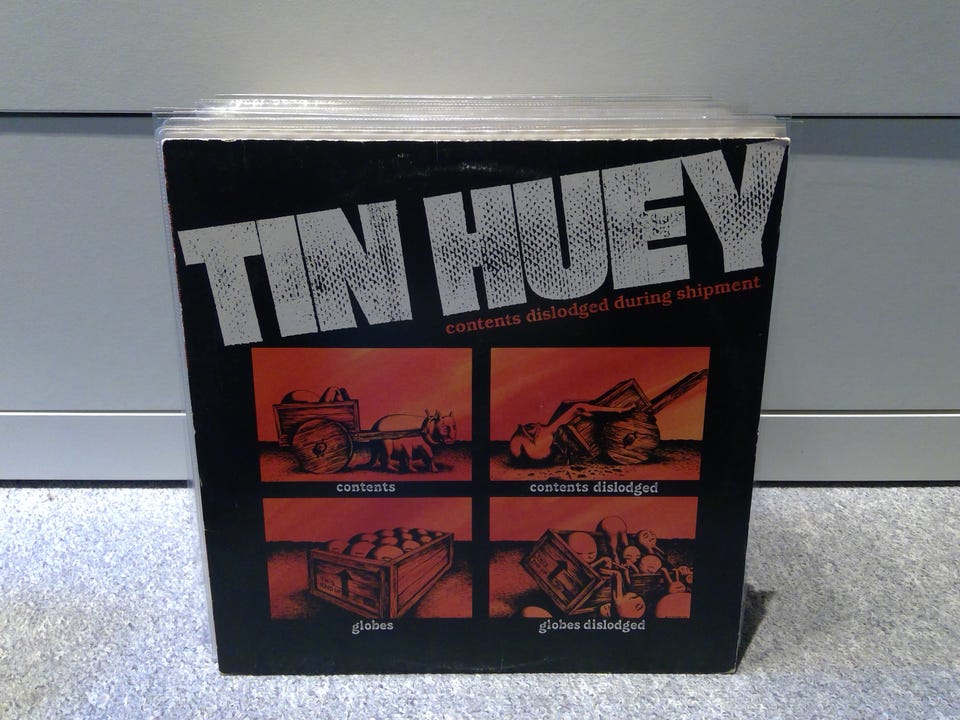 TIN HUEY
contents dislodged during shipment
contents
contents dislodged
globes
globes dislodged